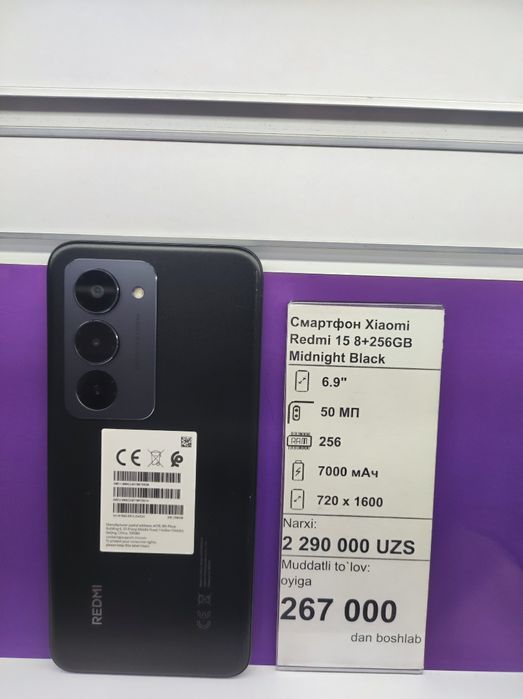 REDMI
CE
Смартфон Xiaomi
Redmi 15 8+256GB
Midnight Black
6.9"
50 МП
RAM 256
7000 мАч
720 x 1600
Narxi:
2 290 000 UZS
Muddatli to`lov:
oyiga
267 000
dan boshlab